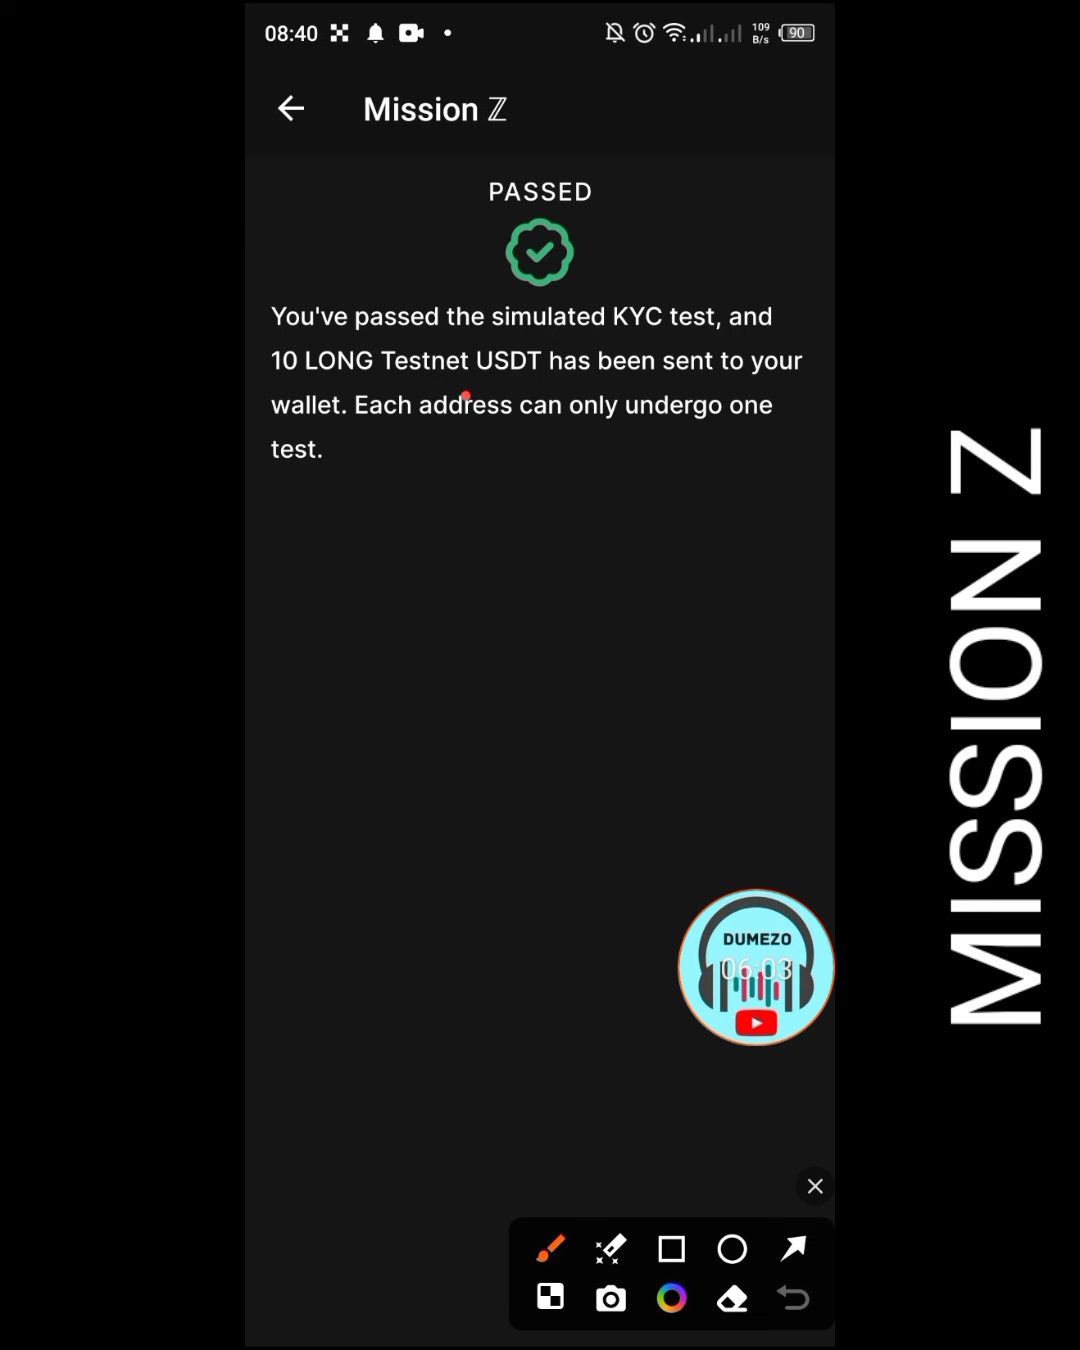 08:40
109
B/s
90
Mission ℤ
PASSED
You've passed the simulated KYC test, and
10 LONG Testnet USDT has been sent to your
wallet. Each address can only undergo one
test.
MISSION Z
DUMEZO
06:03